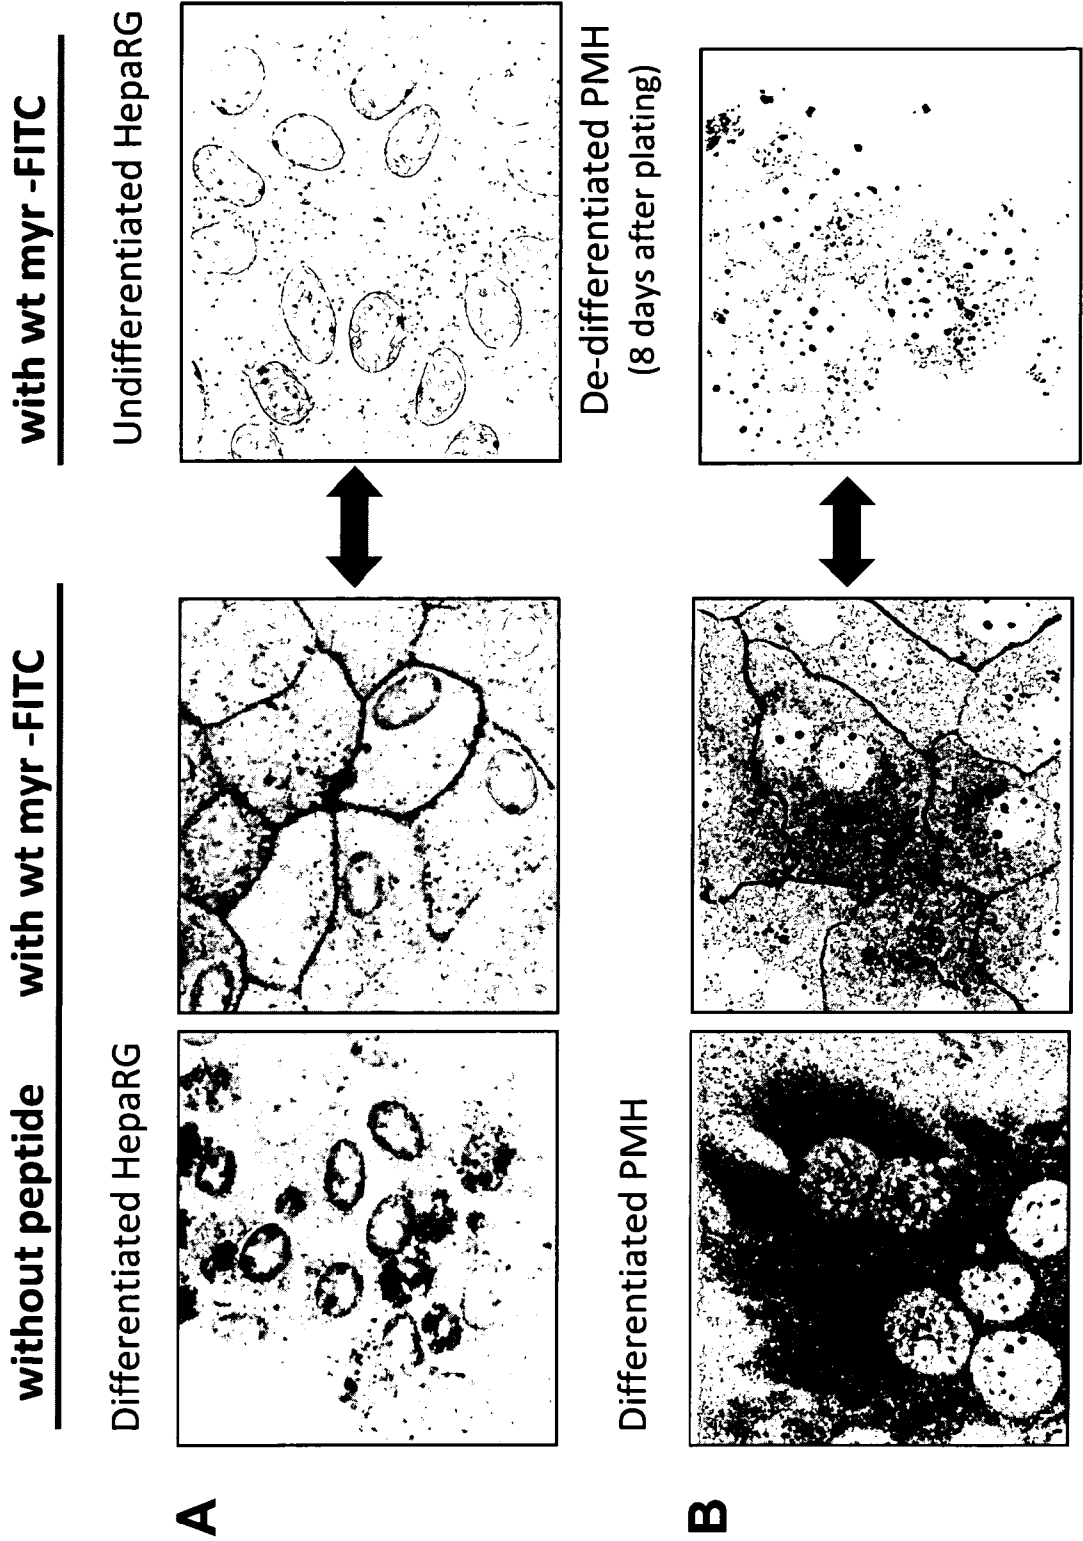 without peptide
with wt myr -FITC
with wt myr -FITC
A
Differentiated HepaRG
Undifferentiated HepaRG
B
Differentiated PMH
De-differentiated PMH
(8 days after plating)